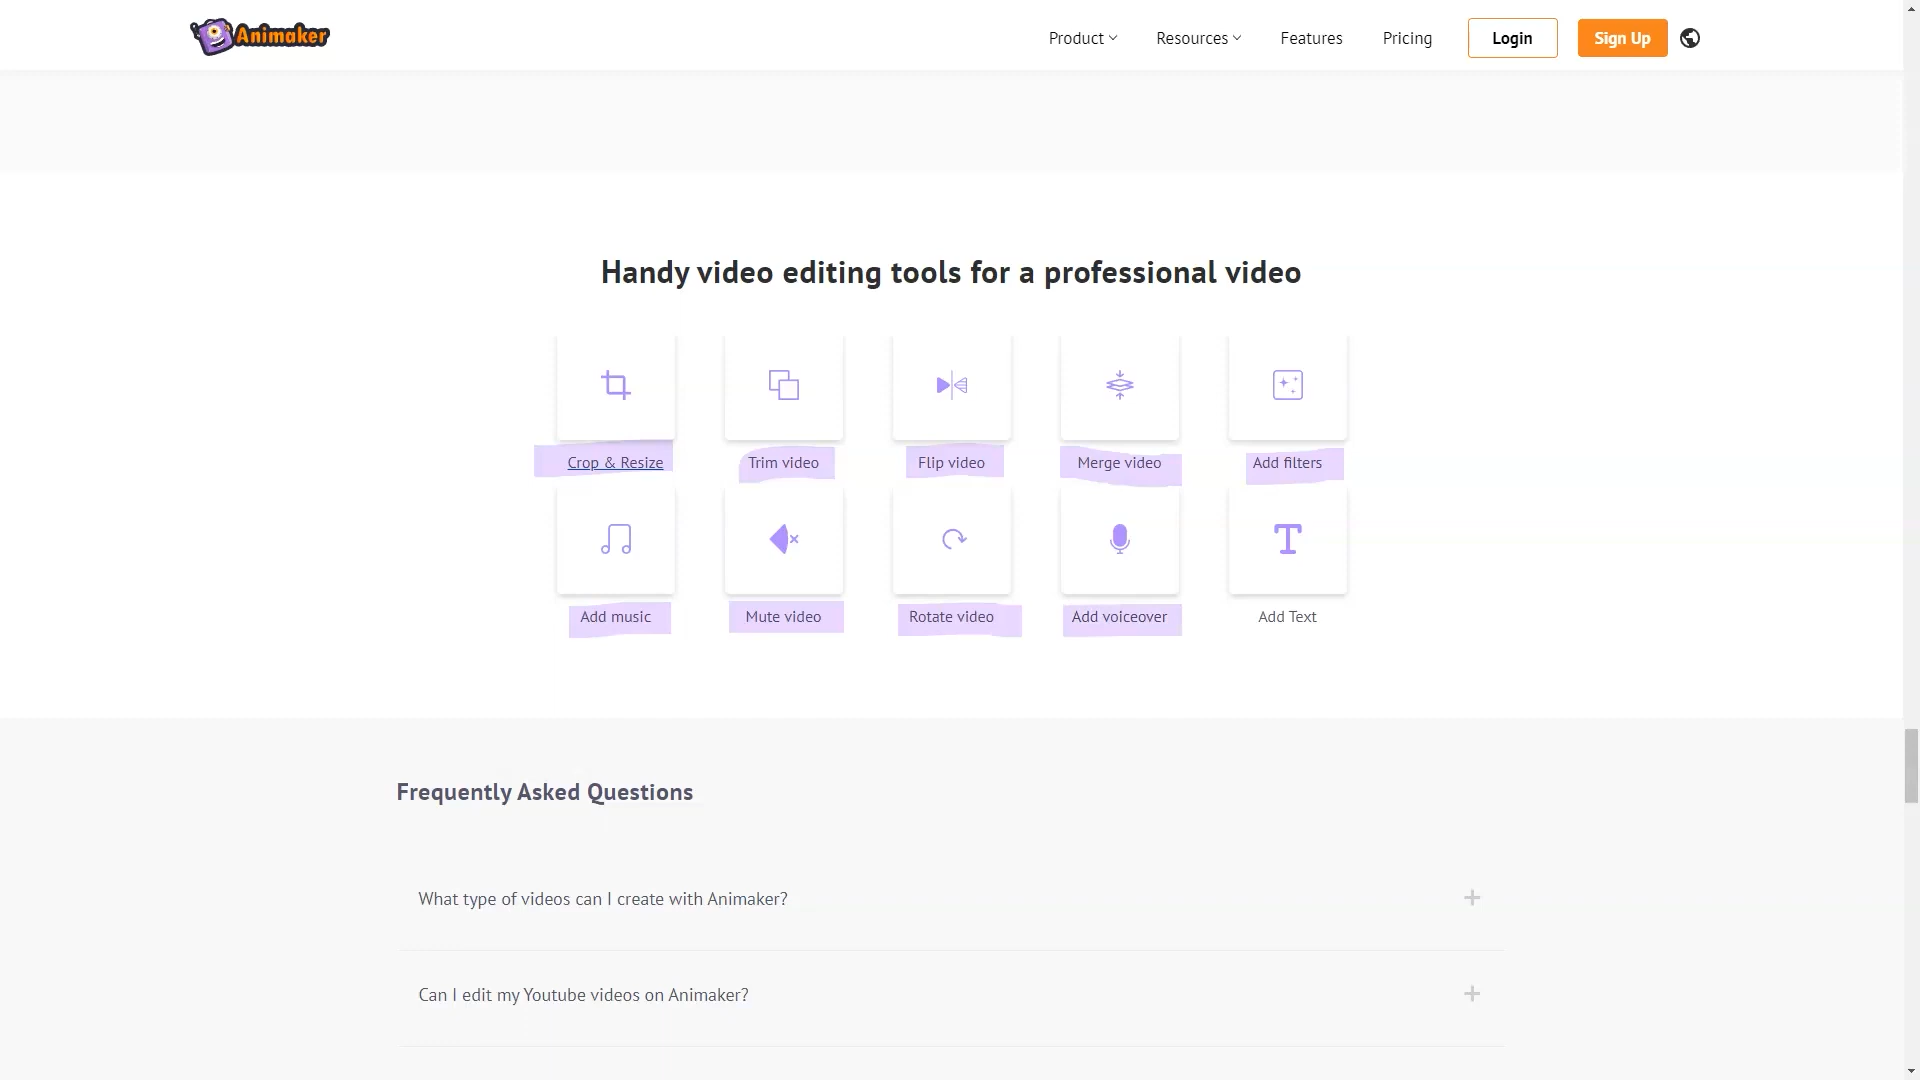 Animaker
Product Resources Features Pricing Login Sign Up
Handy video editing tools for a professional video
Crop & Resize Trim video Flip video Merge video Add filters
Add music Mute video Rotate video Add voiceover Add Text
Frequently Asked Questions
What type of videos can I create with Animaker?
Can I edit my Youtube videos on Animaker?